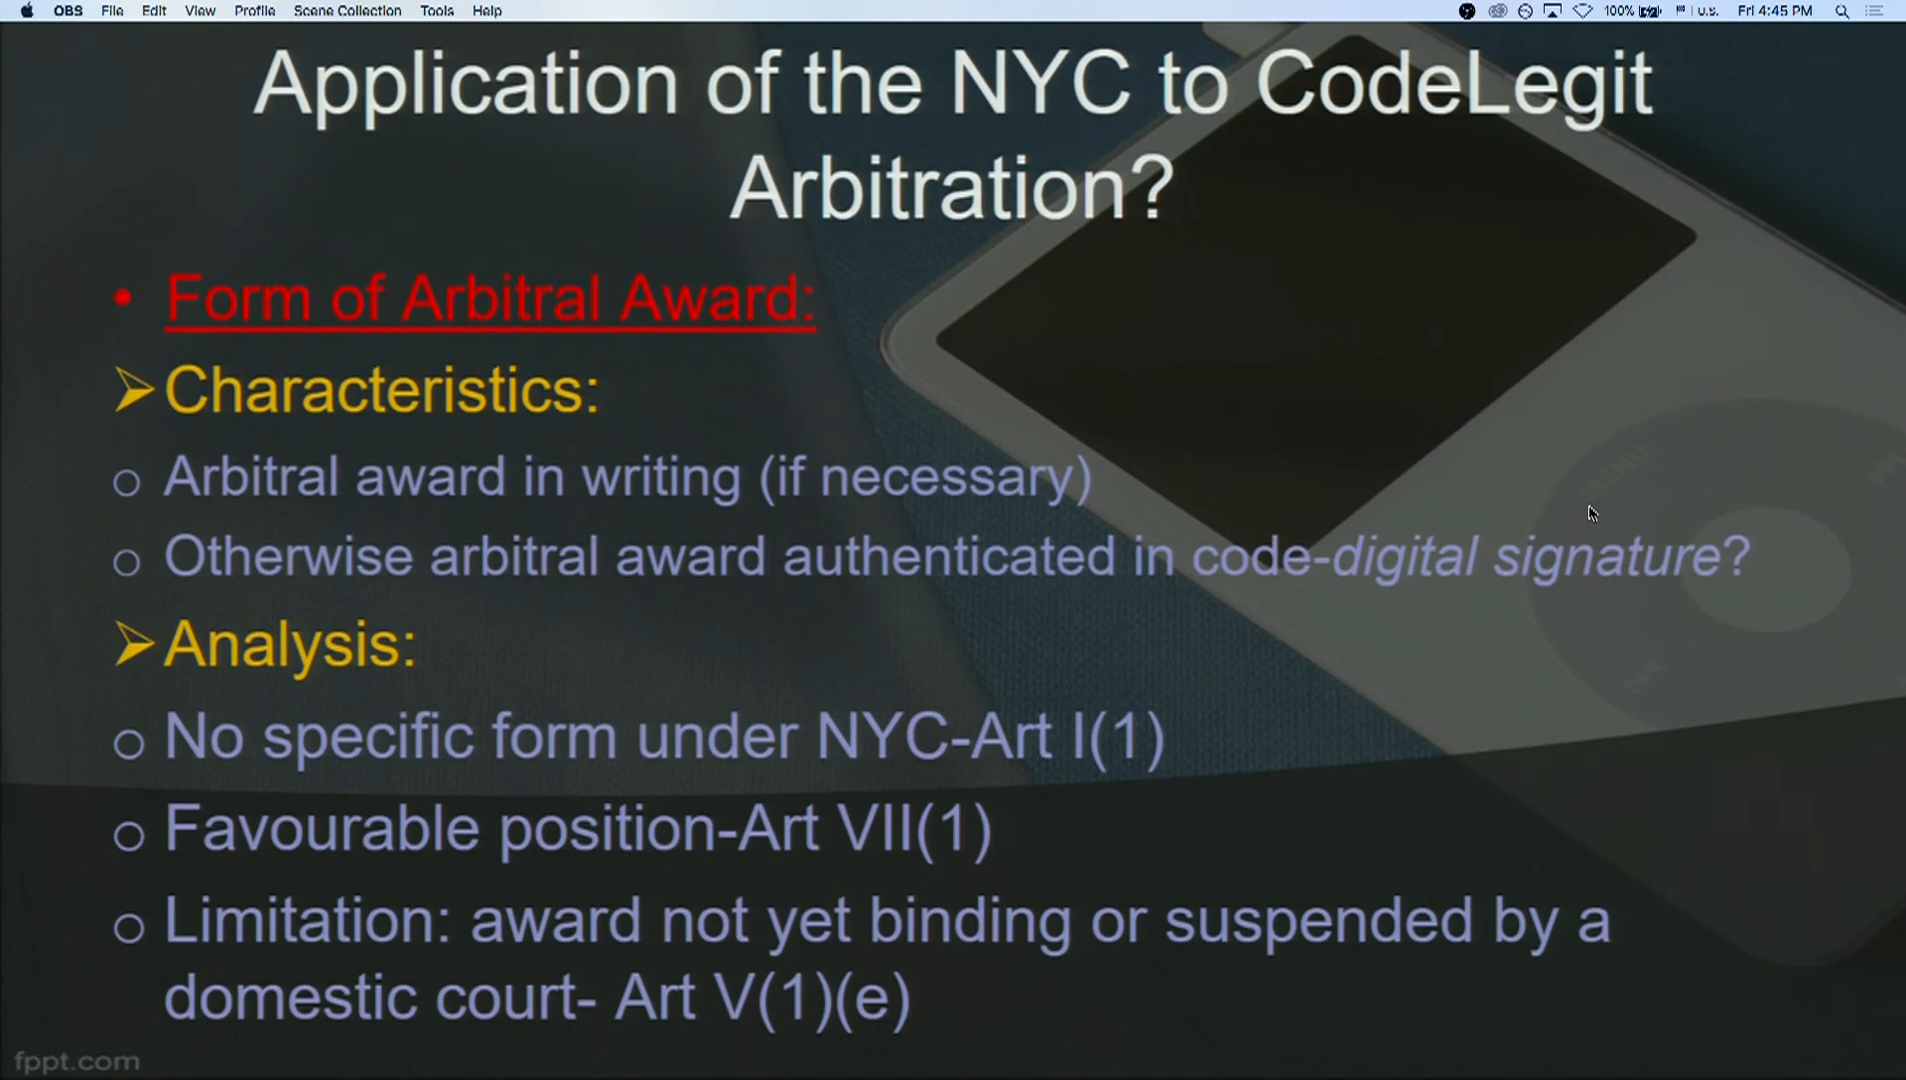 OBS File Edit View Profile Scene Collection Tools Help 100% U.S. Fri 4:45 PM
Application of the NYC to CodeLegit
Arbitration?
• Form of Arbitral Award:
➢ Characteristics:
o Arbitral award in writing (if necessary)
o Otherwise arbitral award authenticated in code-digital signature?
➢ Analysis:
o No specific form under NYC-Art I(1)
o Favourable position-Art VII(1)
o Limitation: award not yet binding or suspended by a
domestic court- Art V(1)(e)
MENU
fppt.com